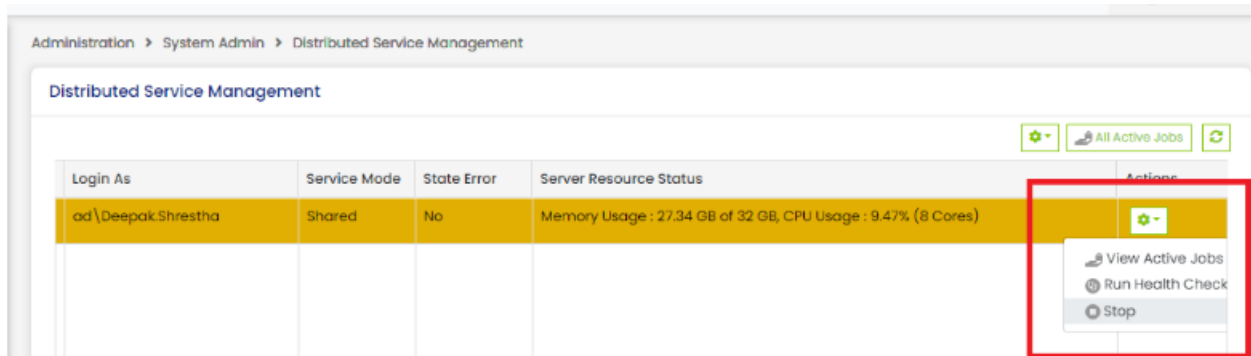 Administration > System Admin > Distributed Service Management
Distributed Service Management
All Active Jobs
Login As Service Mode State Error Server Resource Status Actions
ad\Deepak.Shrestha Shared No Memory Usage : 27.34 GB of 32 GB, CPU Usage : 9.47% (8 Cores)
View Active Jobs
Run Health Check
Stop